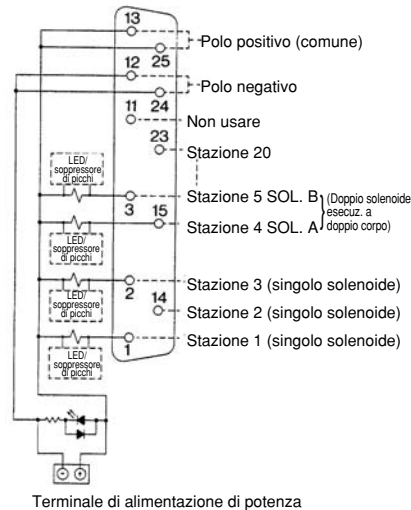 13
Polo positivo (comune)
25
12
Polo negativo
24
11
Non usare
23
Stazione 20
LED/
soppressore
di picchi
Stazione 5 SOL. B
3
15
Stazione 4 SOL. A
(Doppio solenoide
esecuz. a
doppio corpo)
LED/
soppressore
di picchi
Stazione 3 (singolo solenoide)
2
14
LED/
soppressore
di picchi
Stazione 2 (singolo solenoide)
Stazione 1 (singolo solenoide)
1
LED/
soppressore
di picchi
Terminale di alimentazione di potenza